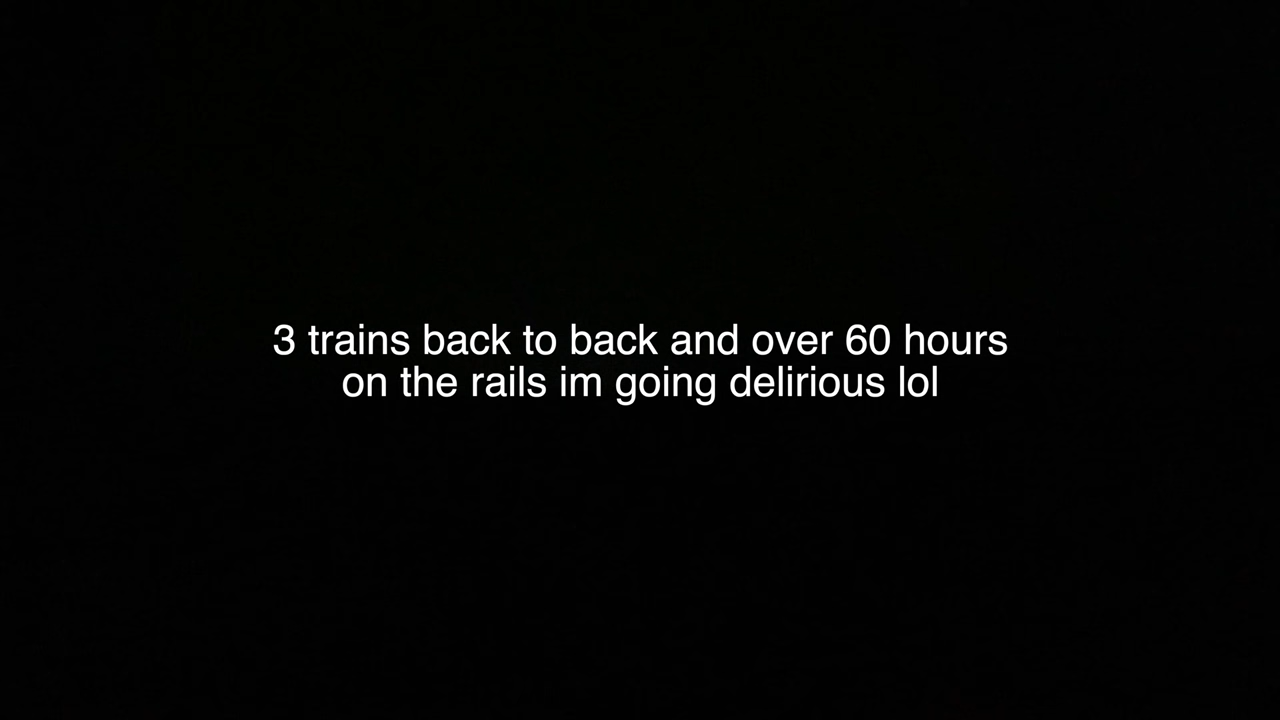 3 trains back to back and over 60 hours
on the rails im going delirious lol